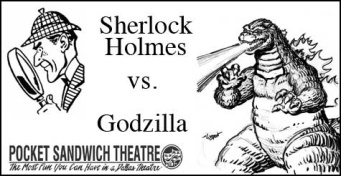 Sherlock
Holmes
vs.
Godzilla
POCKET SANDWICH THEATRE
The Most Fun You Can Have in a Dallas Theatre